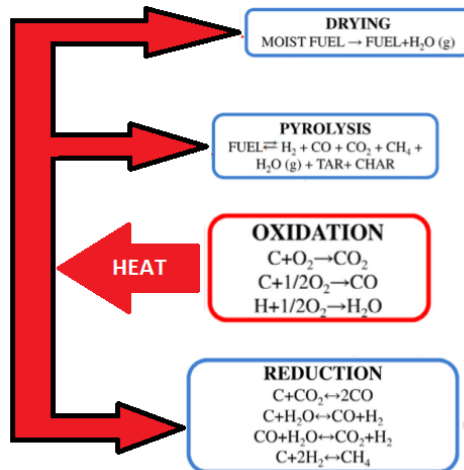 DRYING
MOIST FUEL → FUEL+H₂O (g)
PYROLYSIS
FUEL⇄ H₂ + CO + CO₂ + CH₄ +
H₂O (g) + TAR+ CHAR
OXIDATION
C+O₂→CO₂
C+1/2O₂→CO
H+1/2O₂→H₂O
HEAT
REDUCTION
C+CO₂↔2CO
C+H₂O↔CO+H₂
CO+H₂O↔CO₂+H₂
C+2H₂↔CH₄